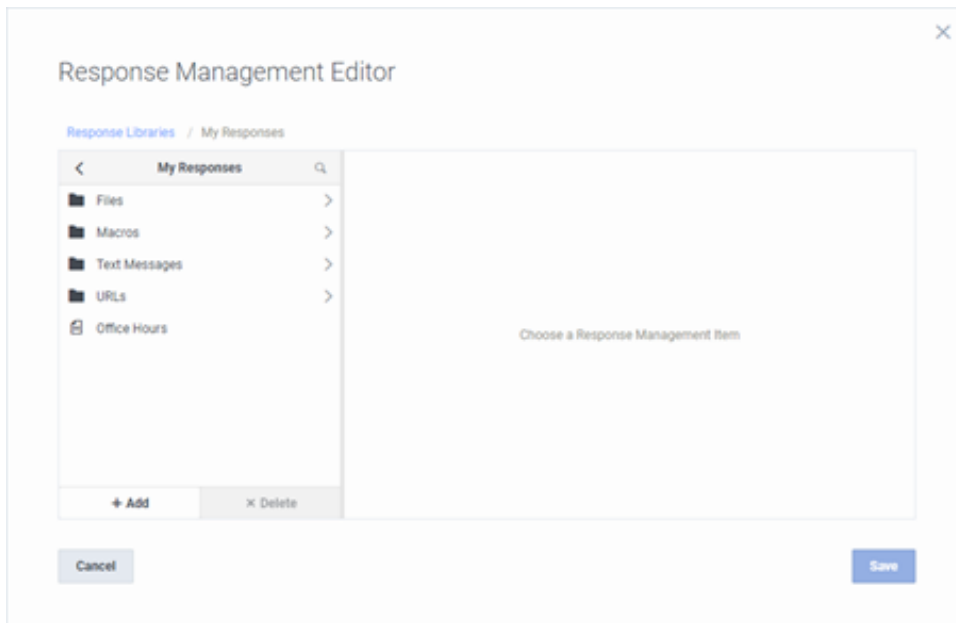 Response Management Editor
Response Libraries / My Responses
My Responses
Files
Macros
Text Messages
URLs
Office Hours
Choose a Response Management Item
+ Add
× Delete
Cancel
Save